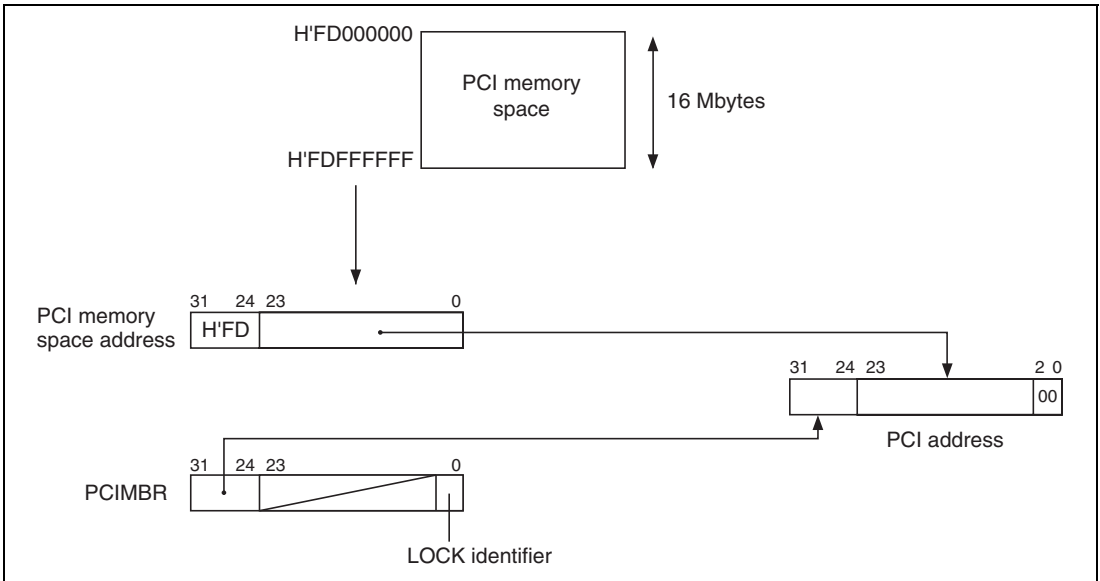 H'FD000000
PCI memory
space
16 Mbytes
H'FDFFFFFF
31 24 23 0
PCI memory
space address
H'FD
31 24 23 2 0
00
PCI address
31 24 23 0
PCIMBR
LOCK identifier